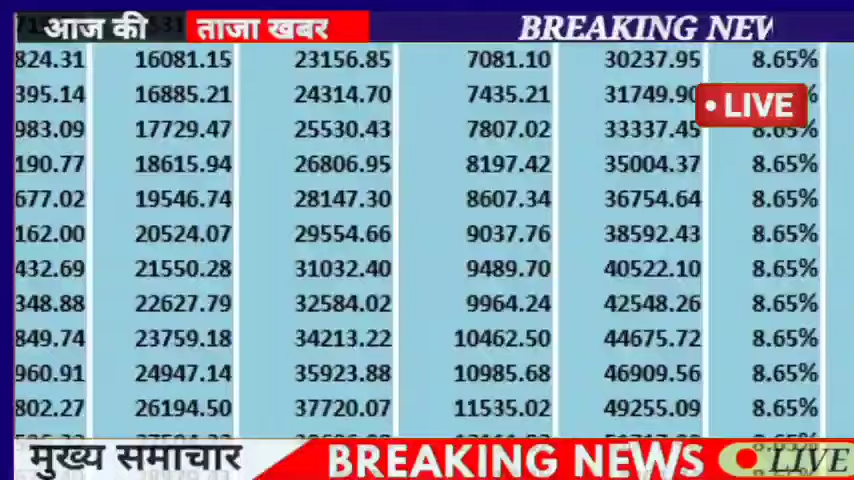 आज की ताजा खबर BREAKING NEW
824.31 16081.15 23156.85 7081.10 30237.95 8.65%
395.14 16885.21 24314.70 7435.21 31749.90
LIVE
983.09 17729.47 25530.43 7807.02 33337.45 8.65%
190.77 18615.94 26806.95 8197.42 35004.37 8.65%
677.02 19546.74 28147.30 8607.34 36754.64 8.65%
162.00 20524.07 29554.66 9037.76 38592.43 8.65%
432.69 21550.28 31032.40 9489.70 40522.10 8.65%
348.88 22627.79 32584.02 9964.24 42548.26 8.65%
849.74 23759.18 34213.22 10462.50 44675.72 8.65%
960.91 24947.14 35923.88 10985.68 46909.56 8.65%
802.27 26194.50 37720.07 11535.02 49255.09 8.65%
मुख्य समाचार BREAKING NEWS LIVE